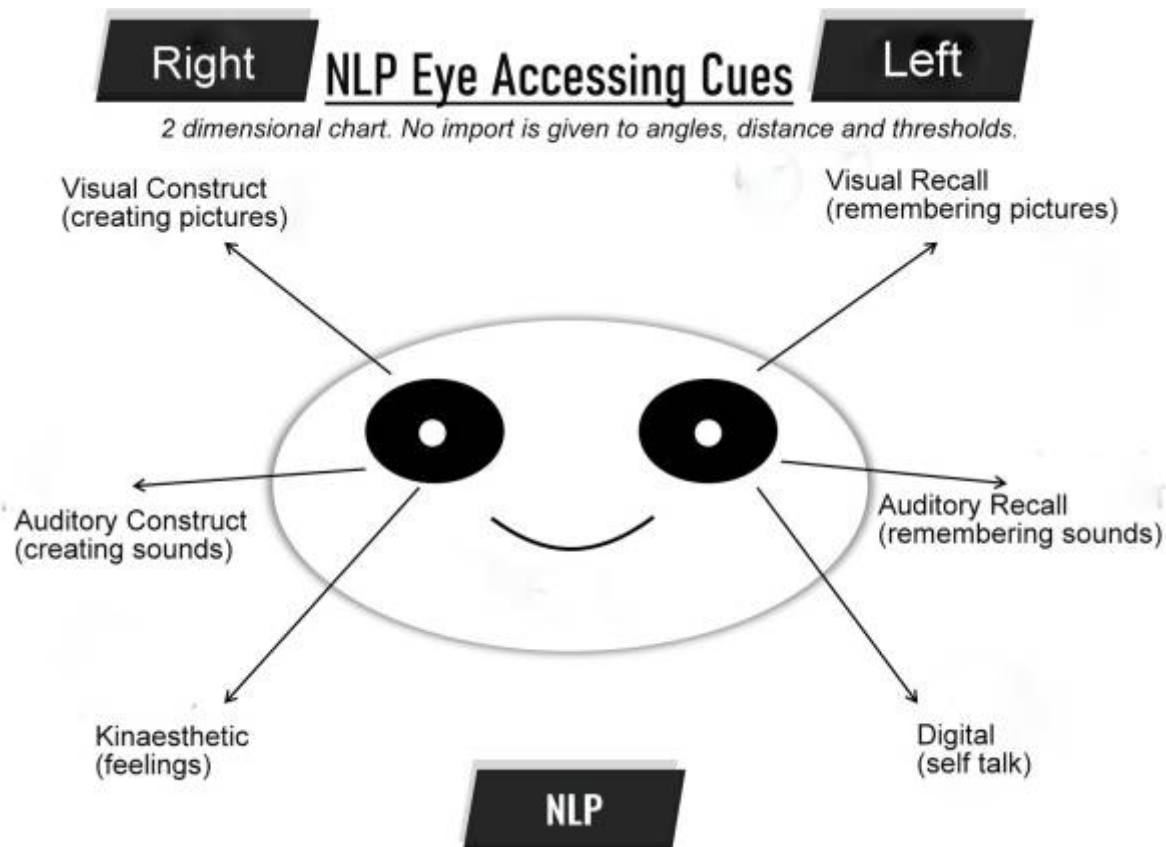 Right
NLP Eye Accessing Cues
Left
2 dimensional chart. No import is given to angles, distance and thresholds.
Visual Construct
(creating pictures)
Visual Recall
(remembering pictures)
Auditory Construct
(creating sounds)
Auditory Recall
(remembering sounds)
Kinaesthetic
(feelings)
Digital
(self talk)
NLP